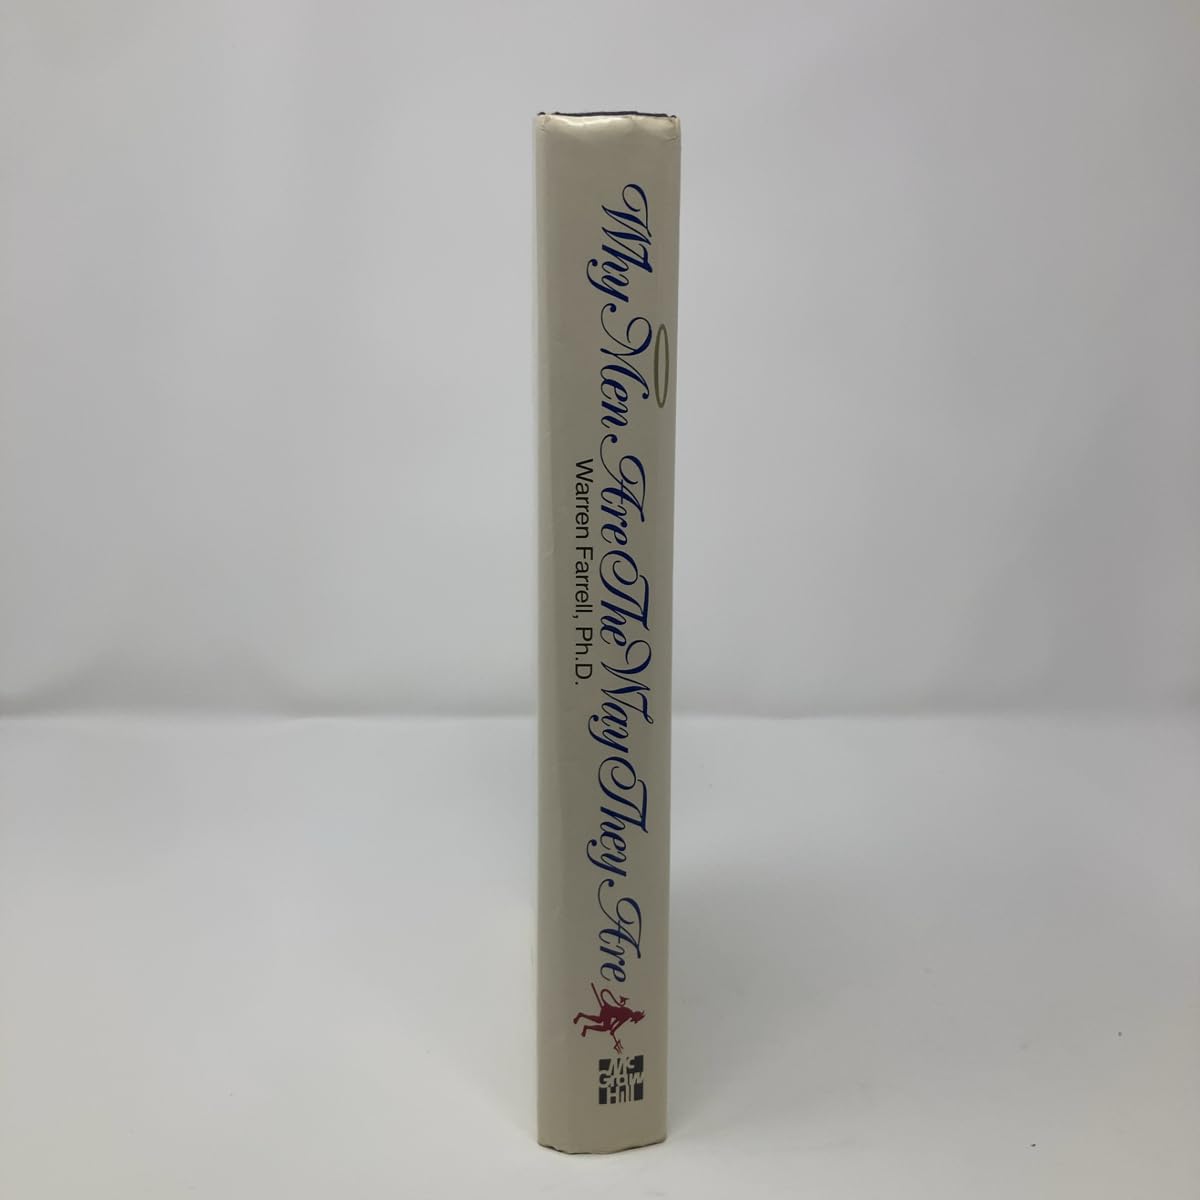 Why Men Are The Way They Are
Warren Farrell, Ph.D.
Mc
Graw
Hill